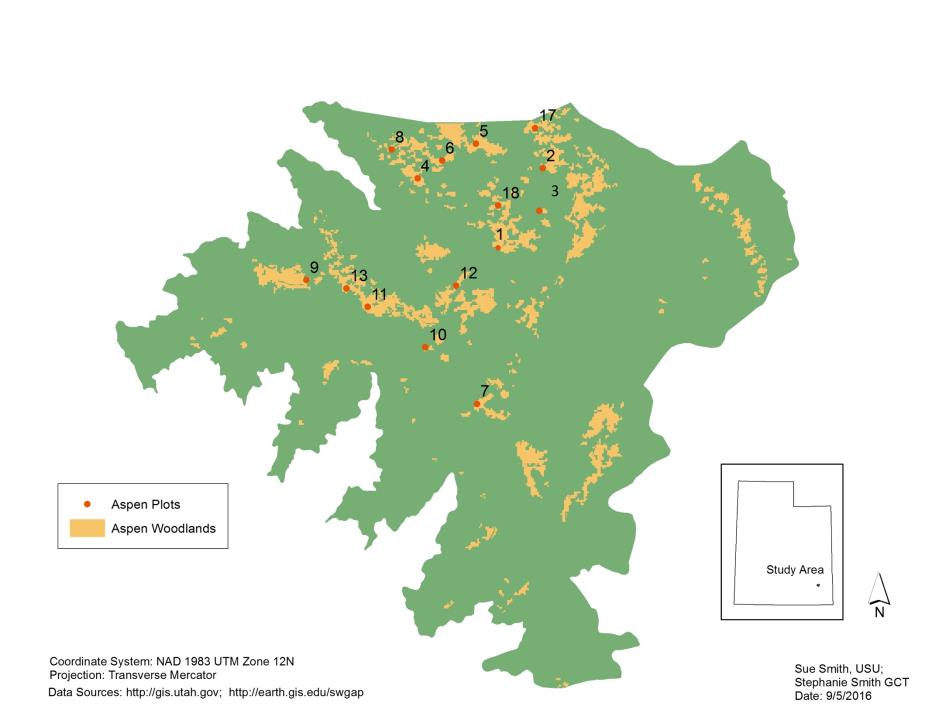 17
8
5
6
2
4
3
18
1
9
13
12
11
10
7
Aspen Plots
Aspen Woodlands
Study Area
N
Coordinate System: NAD 1983 UTM Zone 12N
Projection: Transverse Mercator
Data Sources: http://gis.utah.gov; http://earth.gis.edu/swgap
Sue Smith, USU;
Stephanie Smith GCT
Date: 9/5/2016